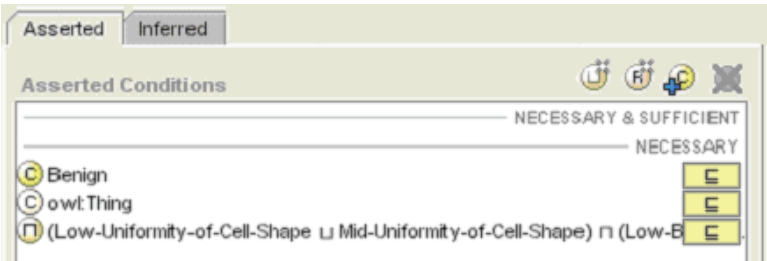 Asserted Inferred
Asserted Conditions
NECESSARY & SUFFICIENT
NECESSARY
C Benign ⊑
C owl:Thing ⊑
⊓ (Low-Uniformity-of-Cell-Shape ⊔ Mid-Uniformity-of-Cell-Shape) ⊓ (Low-B ⊑